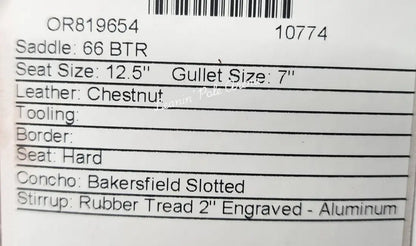 OR819654 10774
Saddle: 66 BTR
Seat Size: 12.5" Gullet Size: 7"
Leather: Chestnut
Tooling:
Border:
Seat: Hard
Concho: Bakersfield Slotted
Stirrup: Rubber Tread 2" Engraved - Aluminum